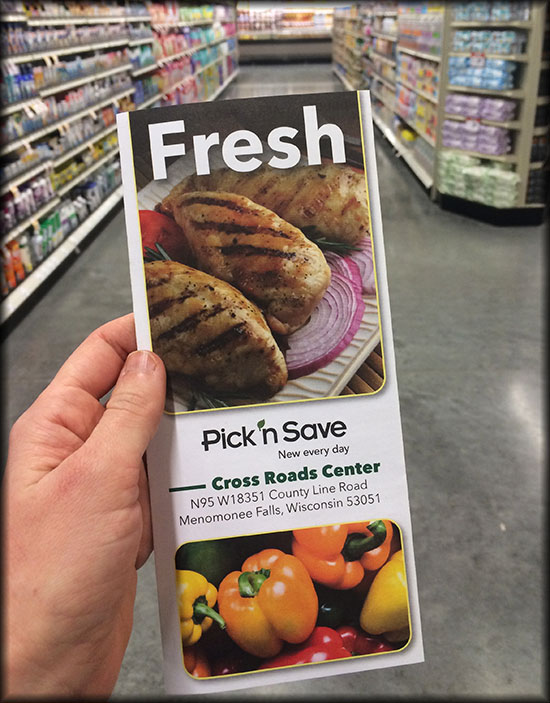 Fresh
Pick 'n Save
New every day
Cross Roads Center
N95 W18351 County Line Road
Menomonee Falls, Wisconsin 53051